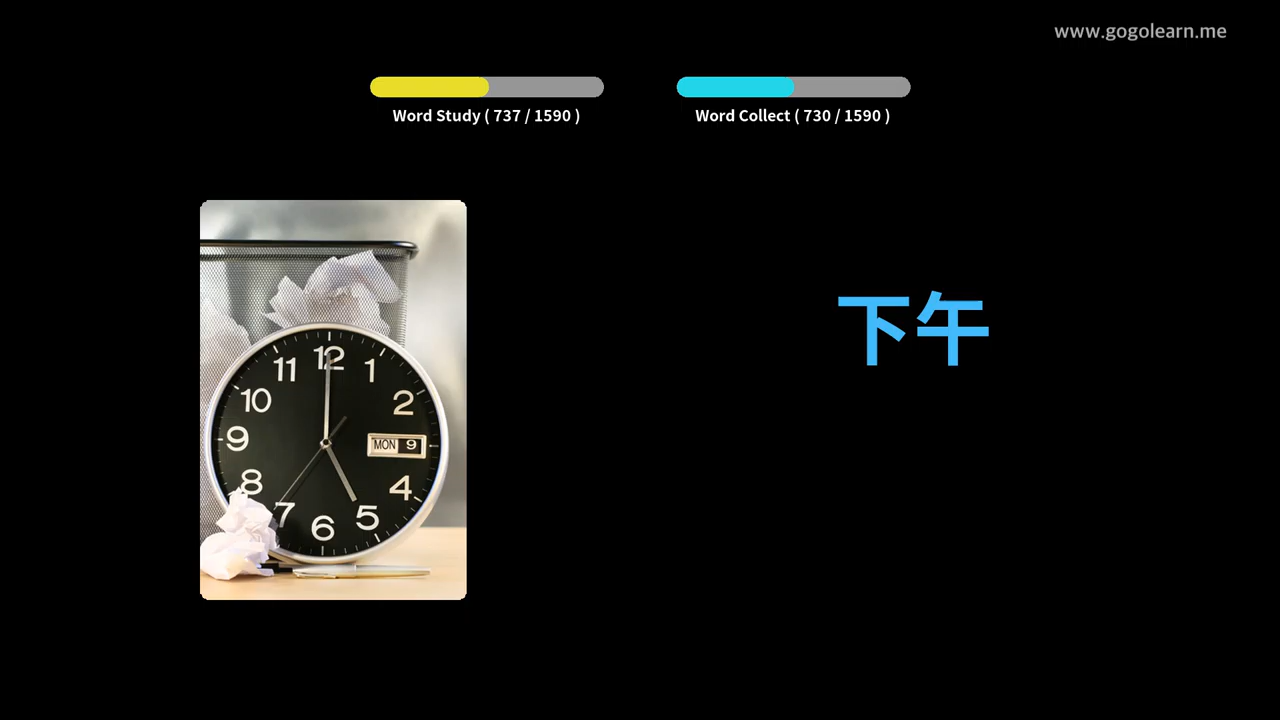 www.gogolearn.me
Word Study ( 737 / 1590 )
Word Collect ( 730 / 1590 )
下午
12
11
1
10
2
9
MON 9
8
4
7
5
6